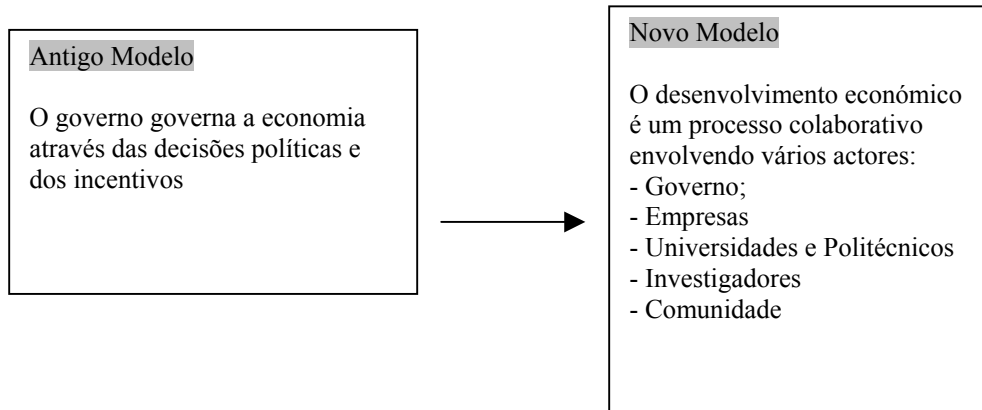 Antigo Modelo
O governo governa a economia
através das decisões políticas e
dos incentivos
Novo Modelo
O desenvolvimento económico
é um processo colaborativo
envolvendo vários actores:
- Governo;
- Empresas
- Universidades e Politécnicos
- Investigadores
- Comunidade